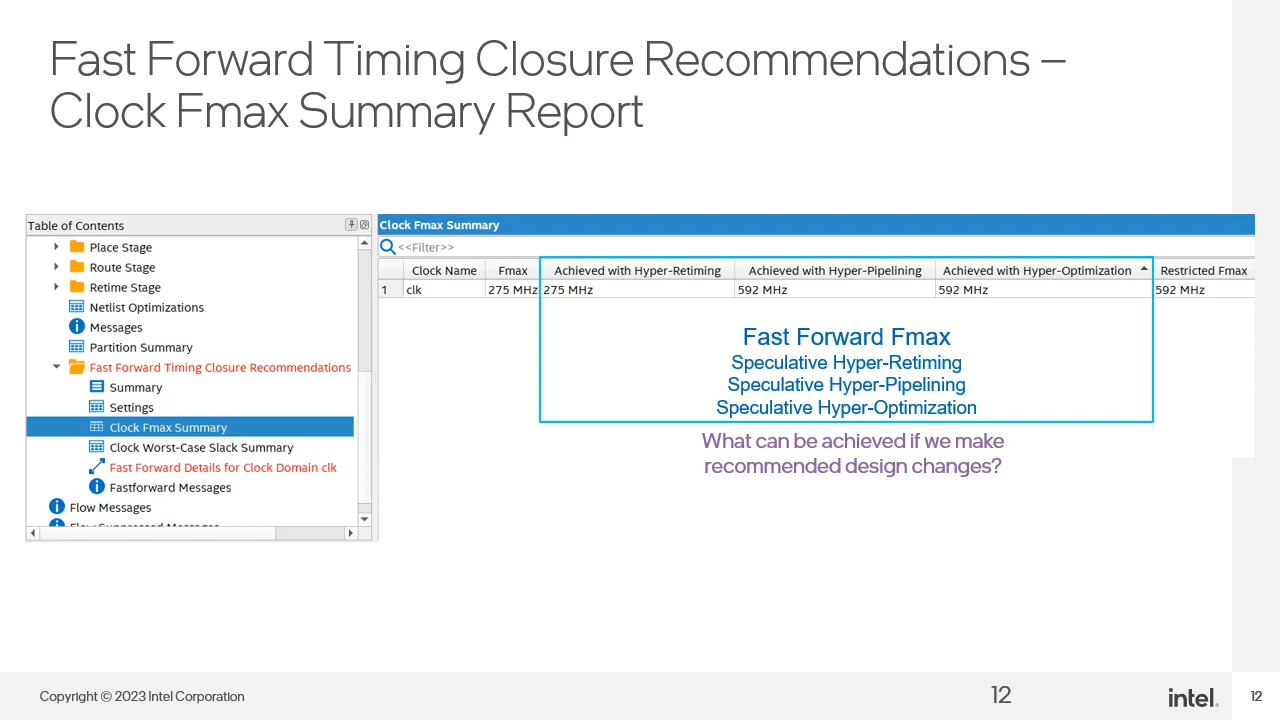 Fast Forward Timing Closure Recommendations –
Clock Fmax Summary Report
Table of Contents
Place Stage
Route Stage
Retime Stage
Netlist Optimizations
Messages
Partition Summary
Fast Forward Timing Closure Recommendations
Summary
Settings
Clock Fmax Summary
Clock Worst-Case Slack Summary
Fast Forward Details for Clock Domain clk
Fastforward Messages
Flow Messages
Flow Suppressed Messages
Clock Fmax Summary
<<Filter>>
Clock Name Fmax Achieved with Hyper-Retiming Achieved with Hyper-Pipelining Achieved with Hyper-Optimization Restricted Fmax
1 clk 275 MHz 275 MHz 592 MHz 592 MHz 592 MHz
Fast Forward Fmax
Speculative Hyper-Retiming
Speculative Hyper-Pipelining
Speculative Hyper-Optimization
What can be achieved if we make
recommended design changes?
Copyright © 2023 Intel Corporation
12
intel.
12